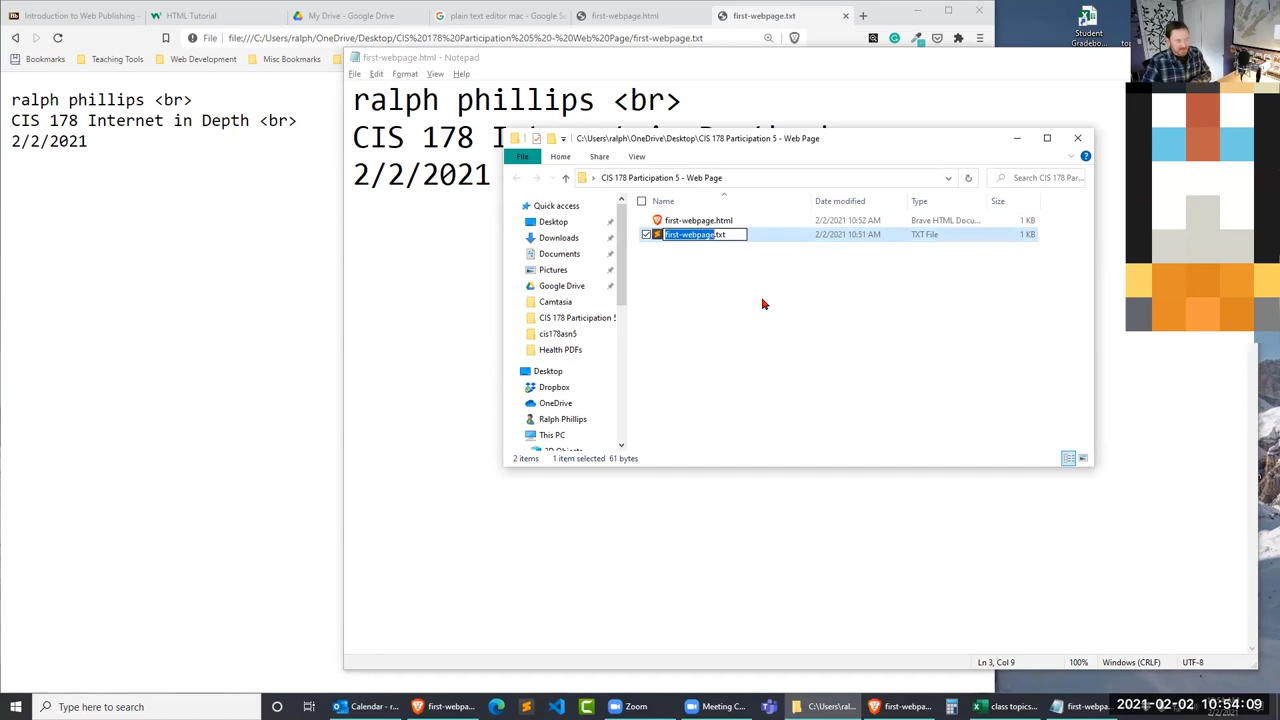 Introduction to Web Publishing -
HTML Tutorial
My Drive - Google Drive
plain text editor mac - Google Se
first-webpage.html
first-webpage.txt
File
file:///C:/Users/ralph/OneDrive/Desktop/CIS%20178%20Participation%205%20-%20Web%20Page/first-webpage.txt
Bookmarks
Teaching Tools
Web Development
Misc Bookmarks
ralph phillips <br>
CIS 178 Internet in Depth <br>
2/2/2021
first-webpage.html - Notepad
File Edit Format View Help
ralph phillips <br>
CIS 178
2/2/2021
C:\Users\ralph\OneDrive\Desktop\CIS 178 Participation 5 - Web Page
File Home Share View
CIS 178 Participation 5 - Web Page
Search CIS 178 Par...
Name Date modified Type Size
first-webpage.html 2/2/2021 10:52 AM Brave HTML Docu... 1 KB
first-webpage.txt 2/2/2021 10:51 AM TXT File 1 KB
Quick access
Desktop
Downloads
Documents
Pictures
Google Drive
Camtasia
CIS 178 Participation 5
cis178asn5
Health PDFs
Desktop
Dropbox
OneDrive
Ralph Phillips
This PC
2 items 1 item selected 61 bytes
Student
Gradebo...
Ln 3, Col 9 100% Windows (CRLF) UTF-8
Type here to search
Calendar - r...
first-webpa...
Zoom
Meeting C...
C:\Users\ral...
first-webpa...
class topics...
first-webpa...
2021-02-02 10:54:09